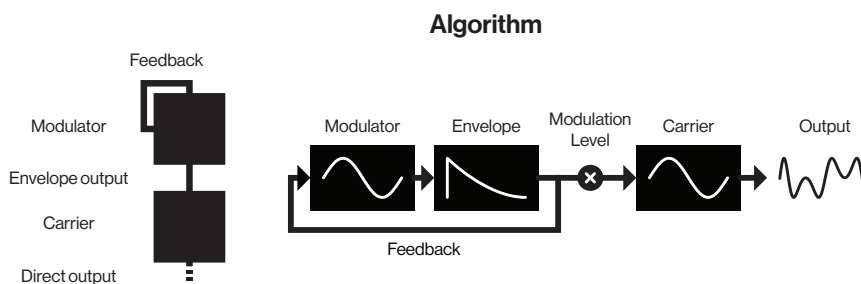 Algorithm
Feedback
Modulator
Envelope output
Carrier
Direct output
Modulator
Envelope
Modulation
Level
Carrier
Output
Feedback